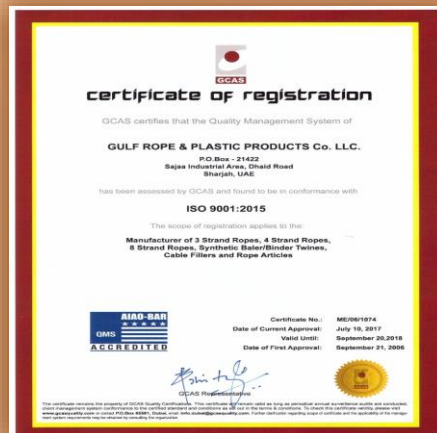 GCAS
certificate of registration
GCAS certifies that the Quality Management System of
GULF ROPE & PLASTIC PRODUCTS Co. LLC.
P.O.Box - 21422
Sajaa Industrial Area, Dhaid Road
Sharjah, UAE
has been assessed by GCAS and found to be in conformance with
ISO 9001:2015
The scope of registration applies to the:
Manufacturer of 3 Strand Ropes, 4 Strand Ropes,
8 Strand Ropes, Synthetic Baler/Binder Twines,
Cable Fillers and Rope Articles
AIAO-BAR
QMS
ACCREDITED
Certificate No.: ME/06/1074
Date of Current Approval: July 10, 2017
Valid Until: September 20,2018
Date of First Approval: September 21, 2006
GCAS Representative